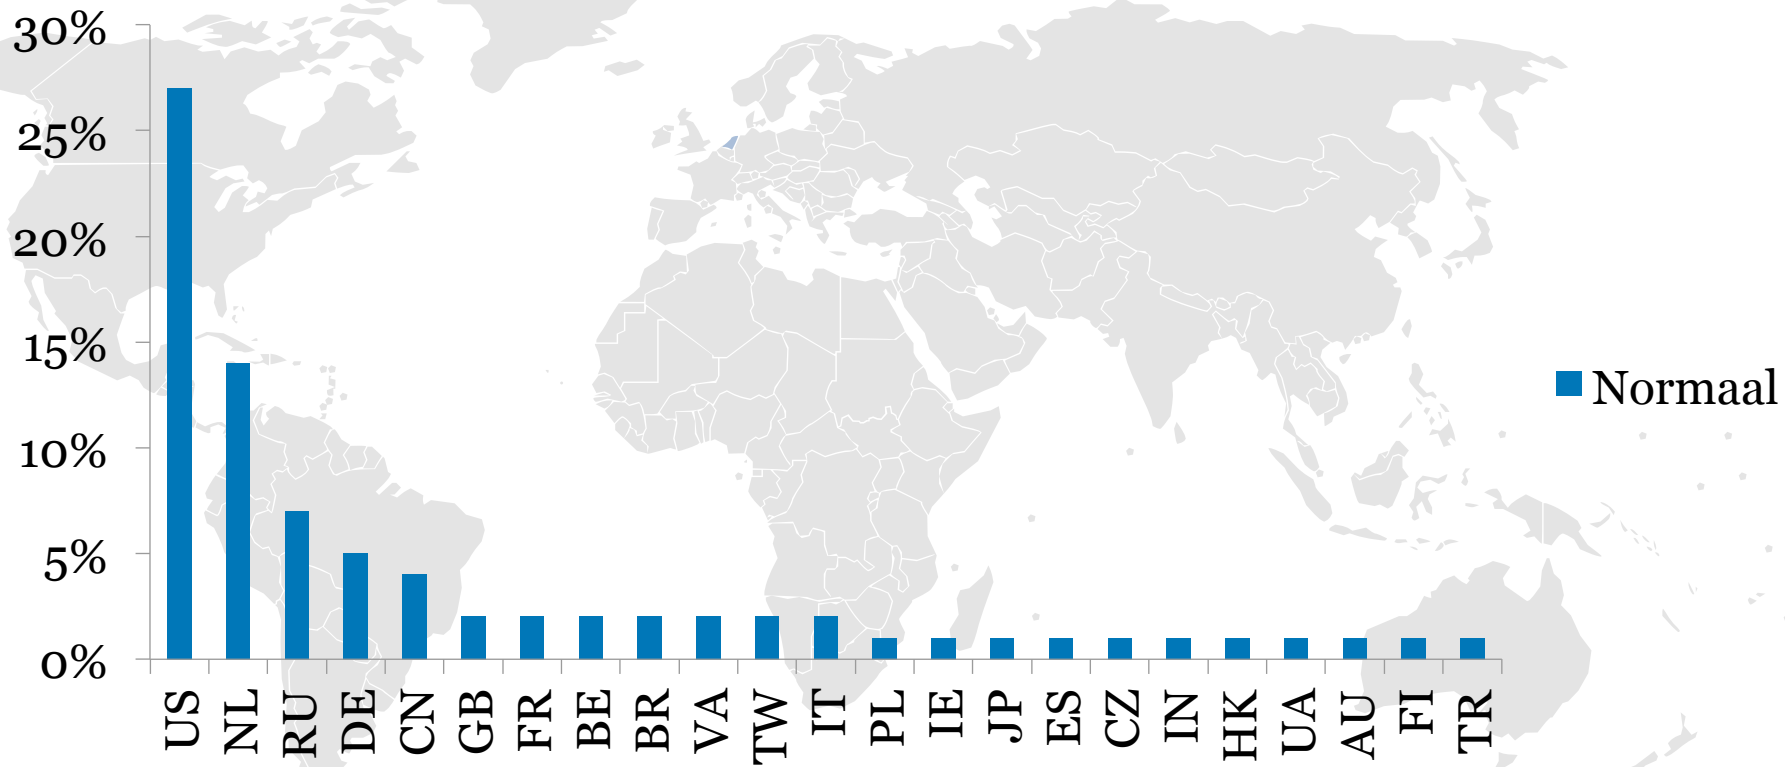 30%
25%
20%
15%
10%
5%
0%
US
NL
RU
DE
CN
GB
FR
BE
BR
VA
TW
IT
PL
IE
JP
ES
CZ
IN
HK
UA
AU
FI
TR
Normaal